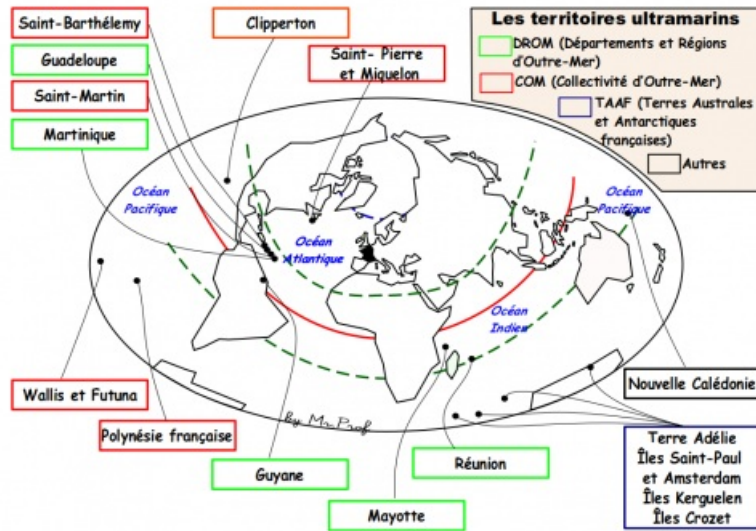 Saint-Barthélemy
Guadeloupe
Saint-Martin
Martinique
Clipperton
Saint- Pierre
et Miquelon
Les territoires ultramarins
DROM (Départements et Régions
d'Outre-Mer)
COM (Collectivité d'Outre-Mer)
TAAF (Terres Australes
et Antarctiques
françaises)
Autres
Océan
Pacifique
Océan
Atlantique
Océan
Pacifique
Océan
Indien
Wallis et Futuna
Polynésie française
by Mr Prof
Guyane
Mayotte
Réunion
Nouvelle Calédonie
Terre Adélie
Îles Saint-Paul
et Amsterdam
Îles Kerguelen
Îles Crozet